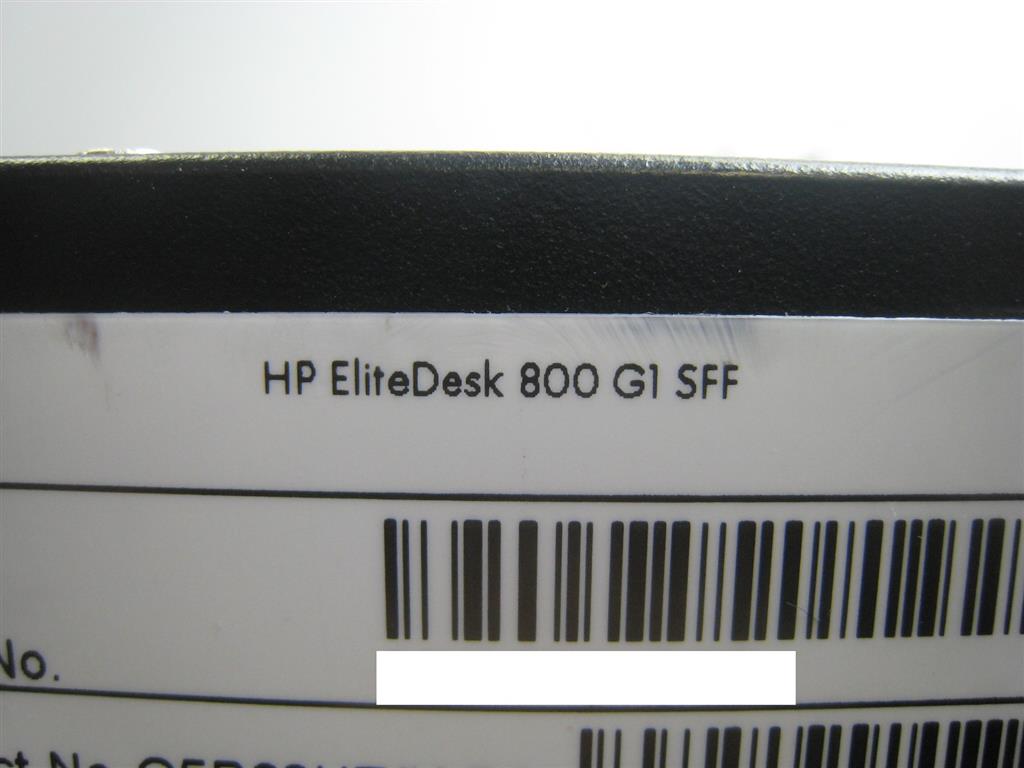 HP EliteDesk 800 G1 SFF
No.